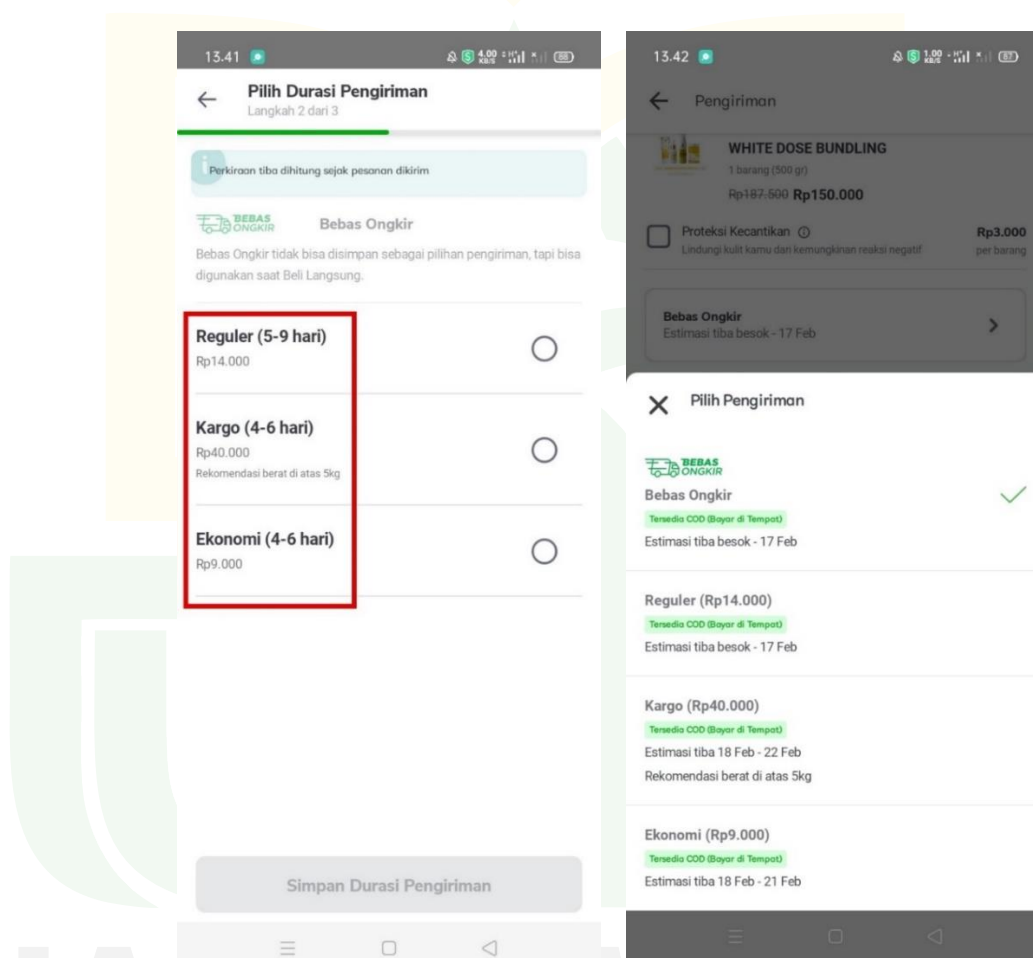 13.41
4.00
KB/S
88
Pilih Durasi Pengiriman
Langkah 2 dari 3
Perkiraan tiba dihitung sejak pesanan dikirim
BEBAS
ONGKIR
Bebas Ongkir
Bebas Ongkir tidak bisa disimpan sebagai pilihan pengiriman, tapi bisa
digunakan saat Beli Langsung.
Reguler (5-9 hari)
Rp14.000
Kargo (4-6 hari)
Rp40.000
Rekomendasi berat di atas 5kg
Ekonomi (4-6 hari)
Rp9.000
Simpan Durasi Pengiriman
13.42
1.00
KB/S
87
Pengiriman
WHITE DOSE BUNDLING
1 barang (500 gr)
Rp187.500 Rp150.000
Proteksi Kecantikan
Rp3.000
Lindungi kulit kamu dari kemungkinan reaksi negatif
per barang
Bebas Ongkir
Estimasi tiba besok - 17 Feb
Pilih Pengiriman
BEBAS
ONGKIR
Bebas Ongkir
Tersedia COD (Bayar di Tempat)
Estimasi tiba besok - 17 Feb
Reguler (Rp14.000)
Tersedia COD (Bayar di Tempat)
Estimasi tiba besok - 17 Feb
Kargo (Rp40.000)
Tersedia COD (Bayar di Tempat)
Estimasi tiba 18 Feb - 22 Feb
Rekomendasi berat di atas 5kg
Ekonomi (Rp9.000)
Tersedia COD (Bayar di Tempat)
Estimasi tiba 18 Feb - 21 Feb